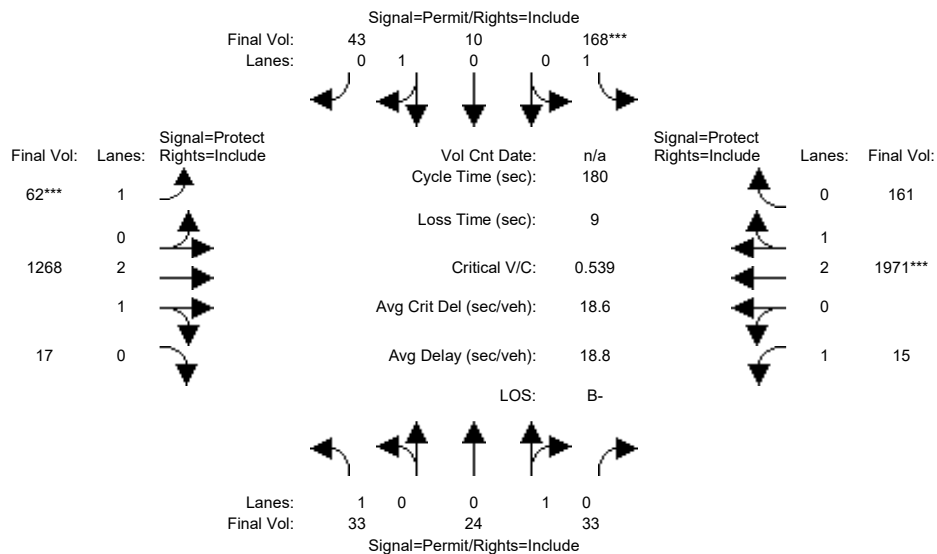 Signal=Permit/Rights=Include
Final Vol: 43 10 168***
Lanes: 0 1 0 0 1
Signal=Protect
Final Vol: Lanes: Rights=Include
Vol Cnt Date: n/a
Signal=Protect
Rights=Include Lanes: Final Vol:
Cycle Time (sec): 180
62*** 1
0 161
Loss Time (sec): 9
0
1
1268 2
Critical V/C: 0.539
2 1971***
1
Avg Crit Del (sec/veh): 18.6
0
17 0
Avg Delay (sec/veh): 18.8
1 15
LOS: B-
Lanes: 1 0 0 1 0
Final Vol: 33 24 33
Signal=Permit/Rights=Include